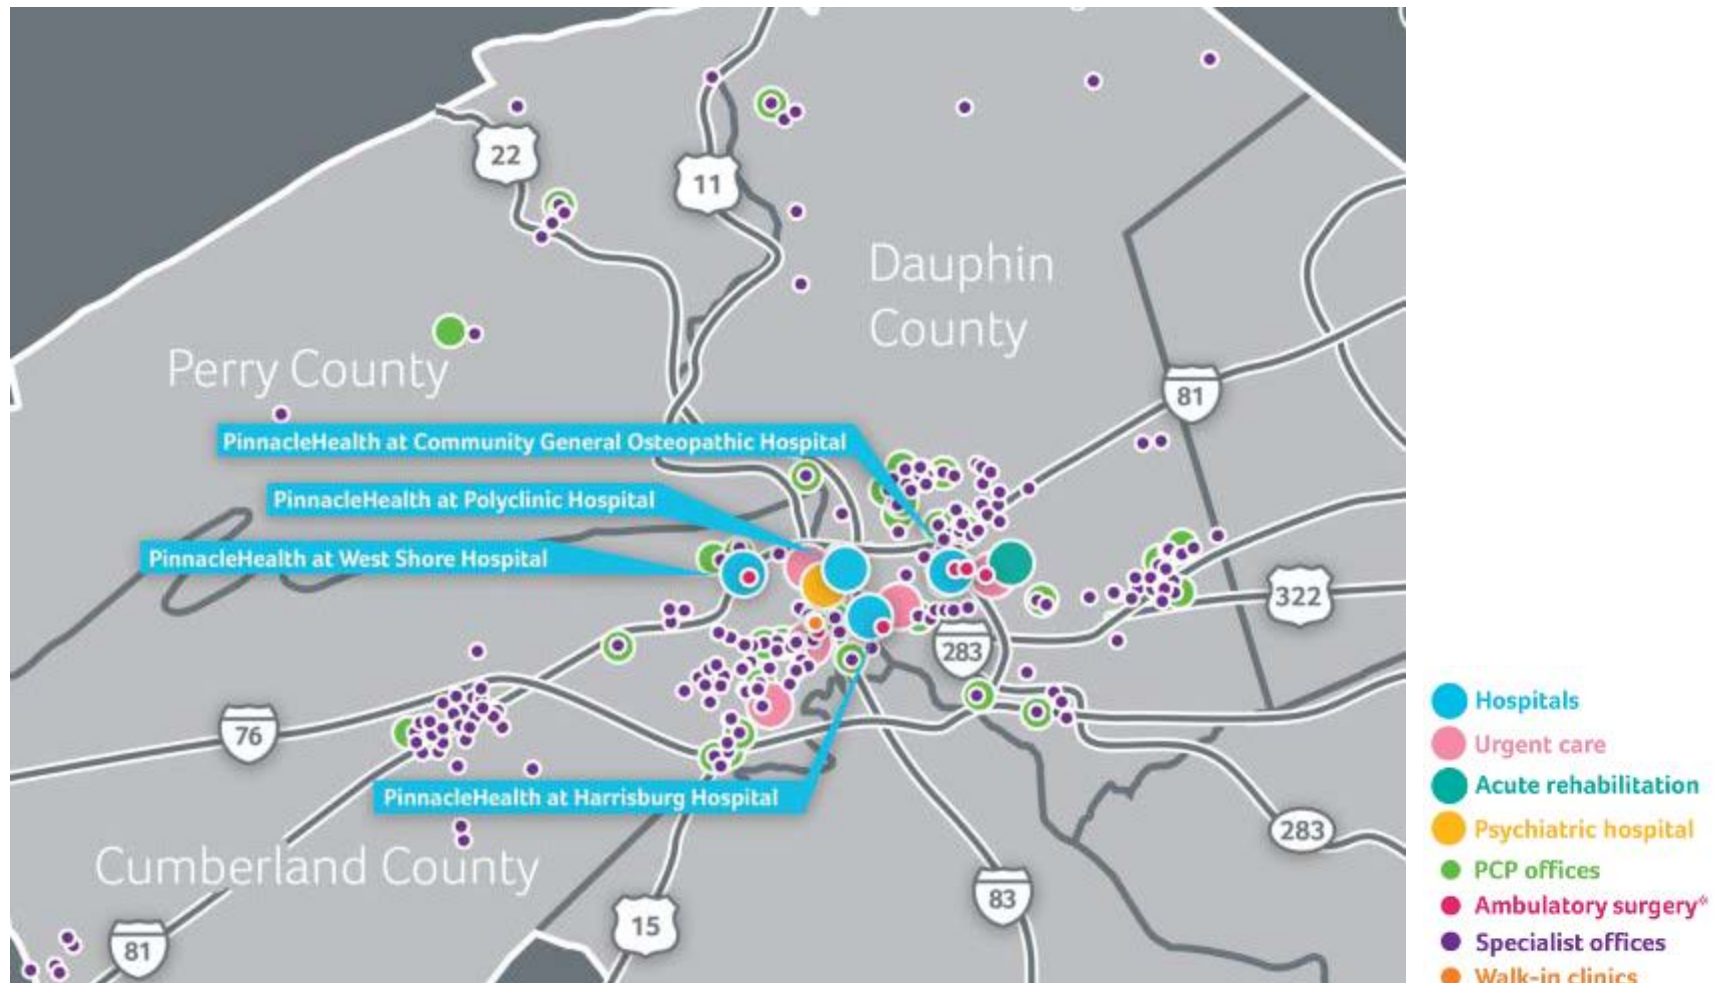 22
11
Dauphin
County
Perry County
81
PinnacleHealth at Community General Osteopathic Hospital
PinnacleHealth at Polyclinic Hospital
PinnacleHealth at West Shore Hospital
322
283
76
Hospitals
Urgent care
Acute rehabilitation
Psychiatric hospital
PCP offices
Ambulatory surgery*
Specialist offices
Walk-in clinics
PinnacleHealth at Harrisburg Hospital
283
Cumberland County
83
15
81